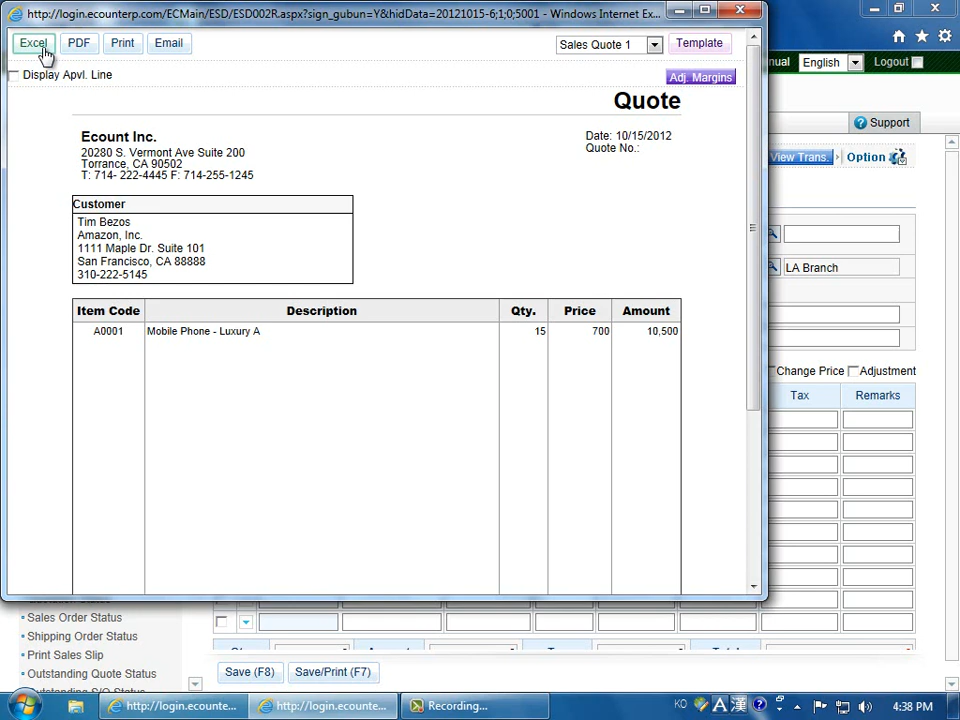 http://login.ecounterp.com/ECMain/ESD/ESD002R.aspx?sign_gubun=Y&hidData=20121015-6;1;0;5001 - Windows Internet Ex...
Excel PDF Print Email Sales Quote 1 Template
Display Apvl. Line Adj. Margins
Quote
Ecount Inc.
20280 S. Vermont Ave Suite 200
Torrance, CA 90502
T: 714- 222-4445 F: 714-255-1245
Date: 10/15/2012
Quote No.:
Customer
Tim Bezos
Amazon, Inc.
1111 Maple Dr. Suite 101
San Francisco, CA 88888
310-222-5145
Item Code Description Qty. Price Amount
A0001 Mobile Phone - Luxury A 15 700 10,500
English Logout
Support
View Trans. Option
LA Branch
Change Price Adjustment
Tax Remarks
Sales Order Status
Shipping Order Status
Print Sales Slip
Outstanding Quote Status
Outstanding S/O Status
Save (F8) Save/Print (F7)
http://login.ecounte... http://login.ecounte... Recording... KO A 漢 4:38 PM